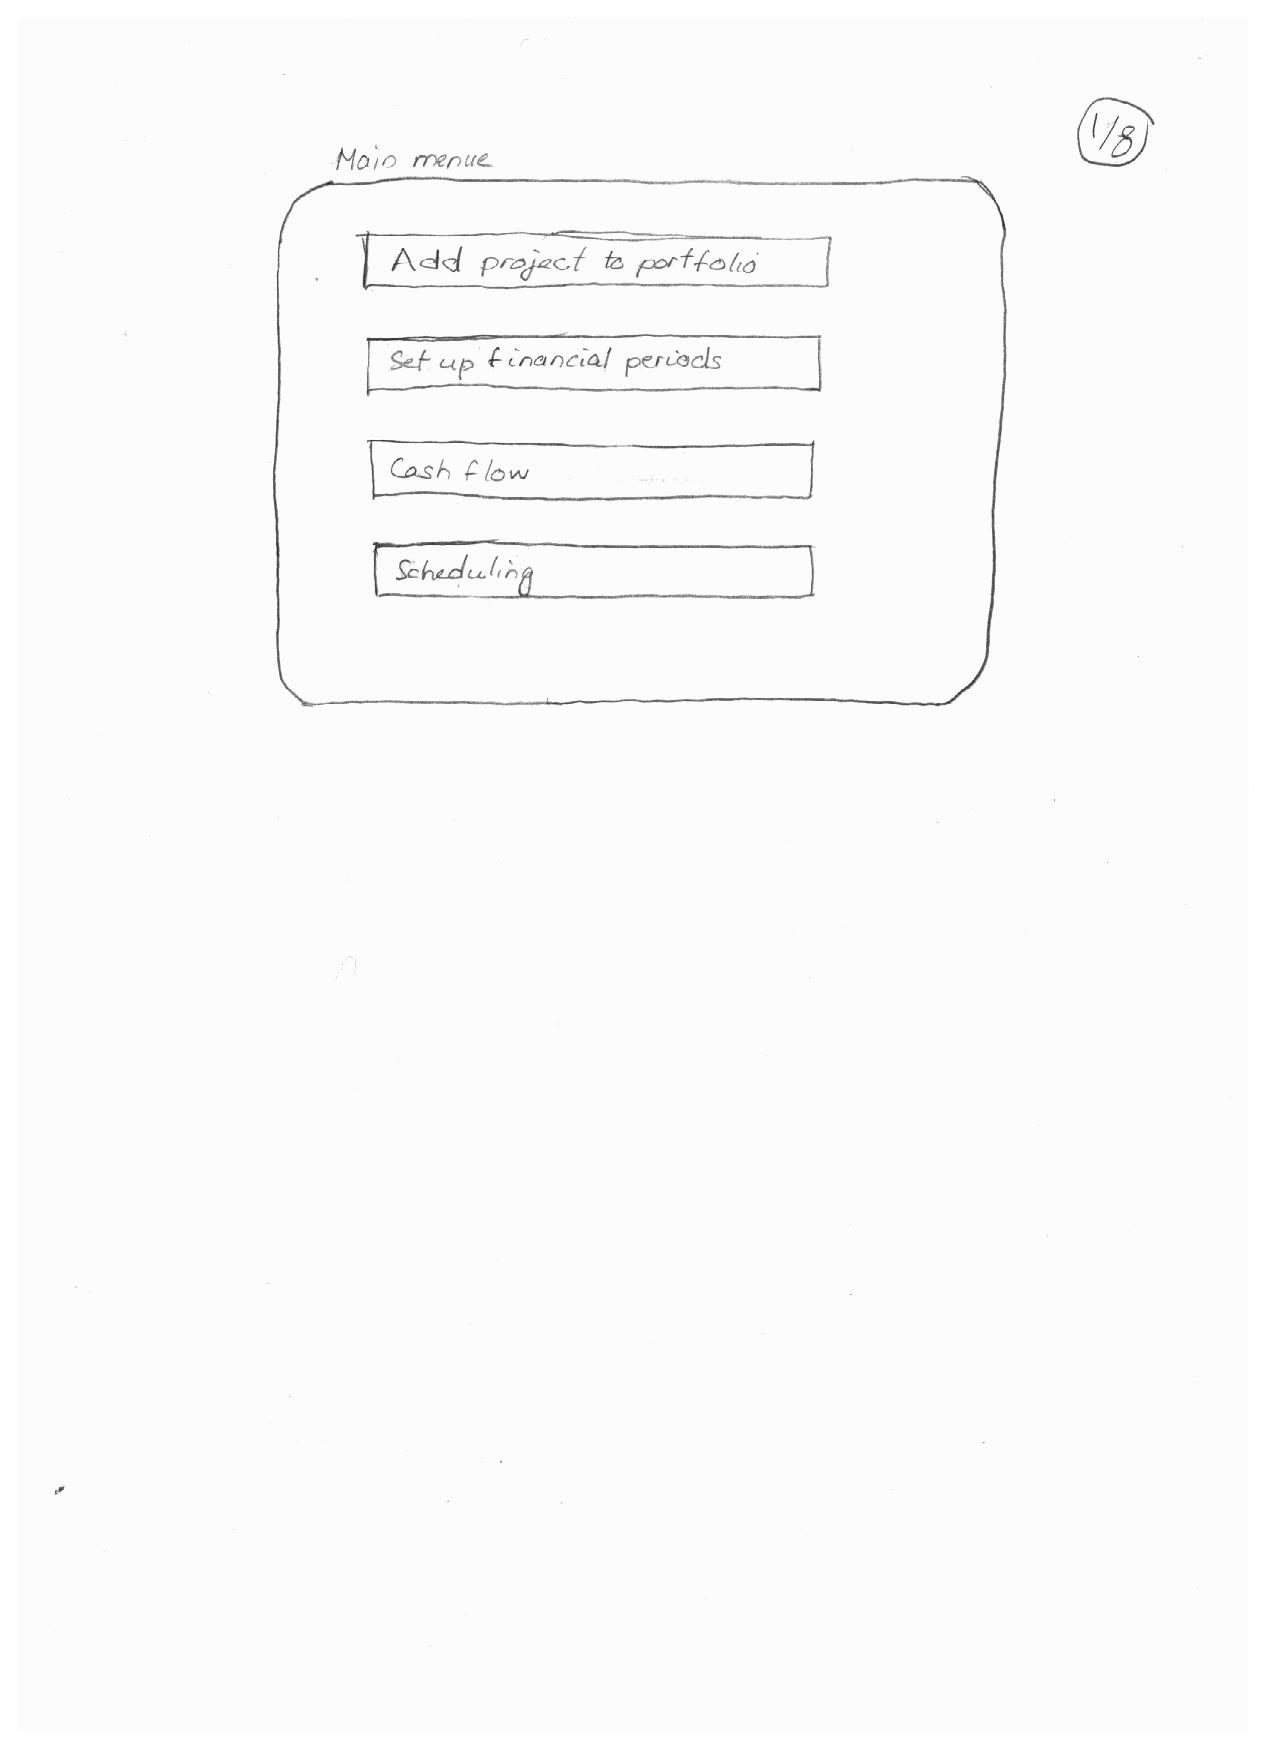 1/8
Main menue
Add project to portfolio
Set up financial periods
Cash flow
Scheduling